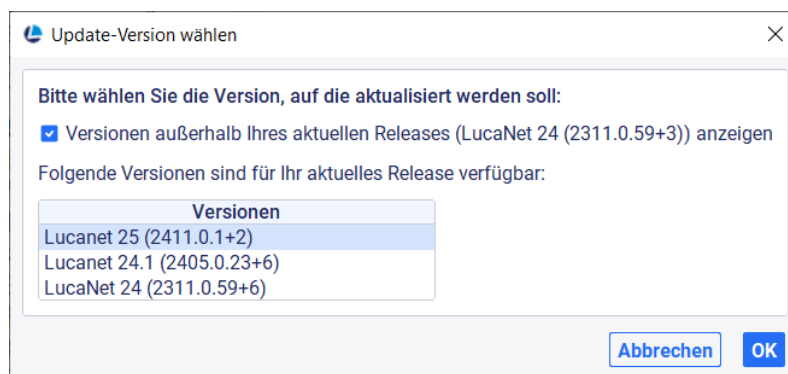 Update-Version wählen
Bitte wählen Sie die Version, auf die aktualisiert werden soll:
Versionen außerhalb Ihres aktuellen Releases (LucaNet 24 (2311.0.59+3)) anzeigen
Folgende Versionen sind für Ihr aktuelles Release verfügbar:
Versionen
Lucanet 25 (2411.0.1+2)
Lucanet 24.1 (2405.0.23+6)
LucaNet 24 (2311.0.59+6)
Abbrechen OK